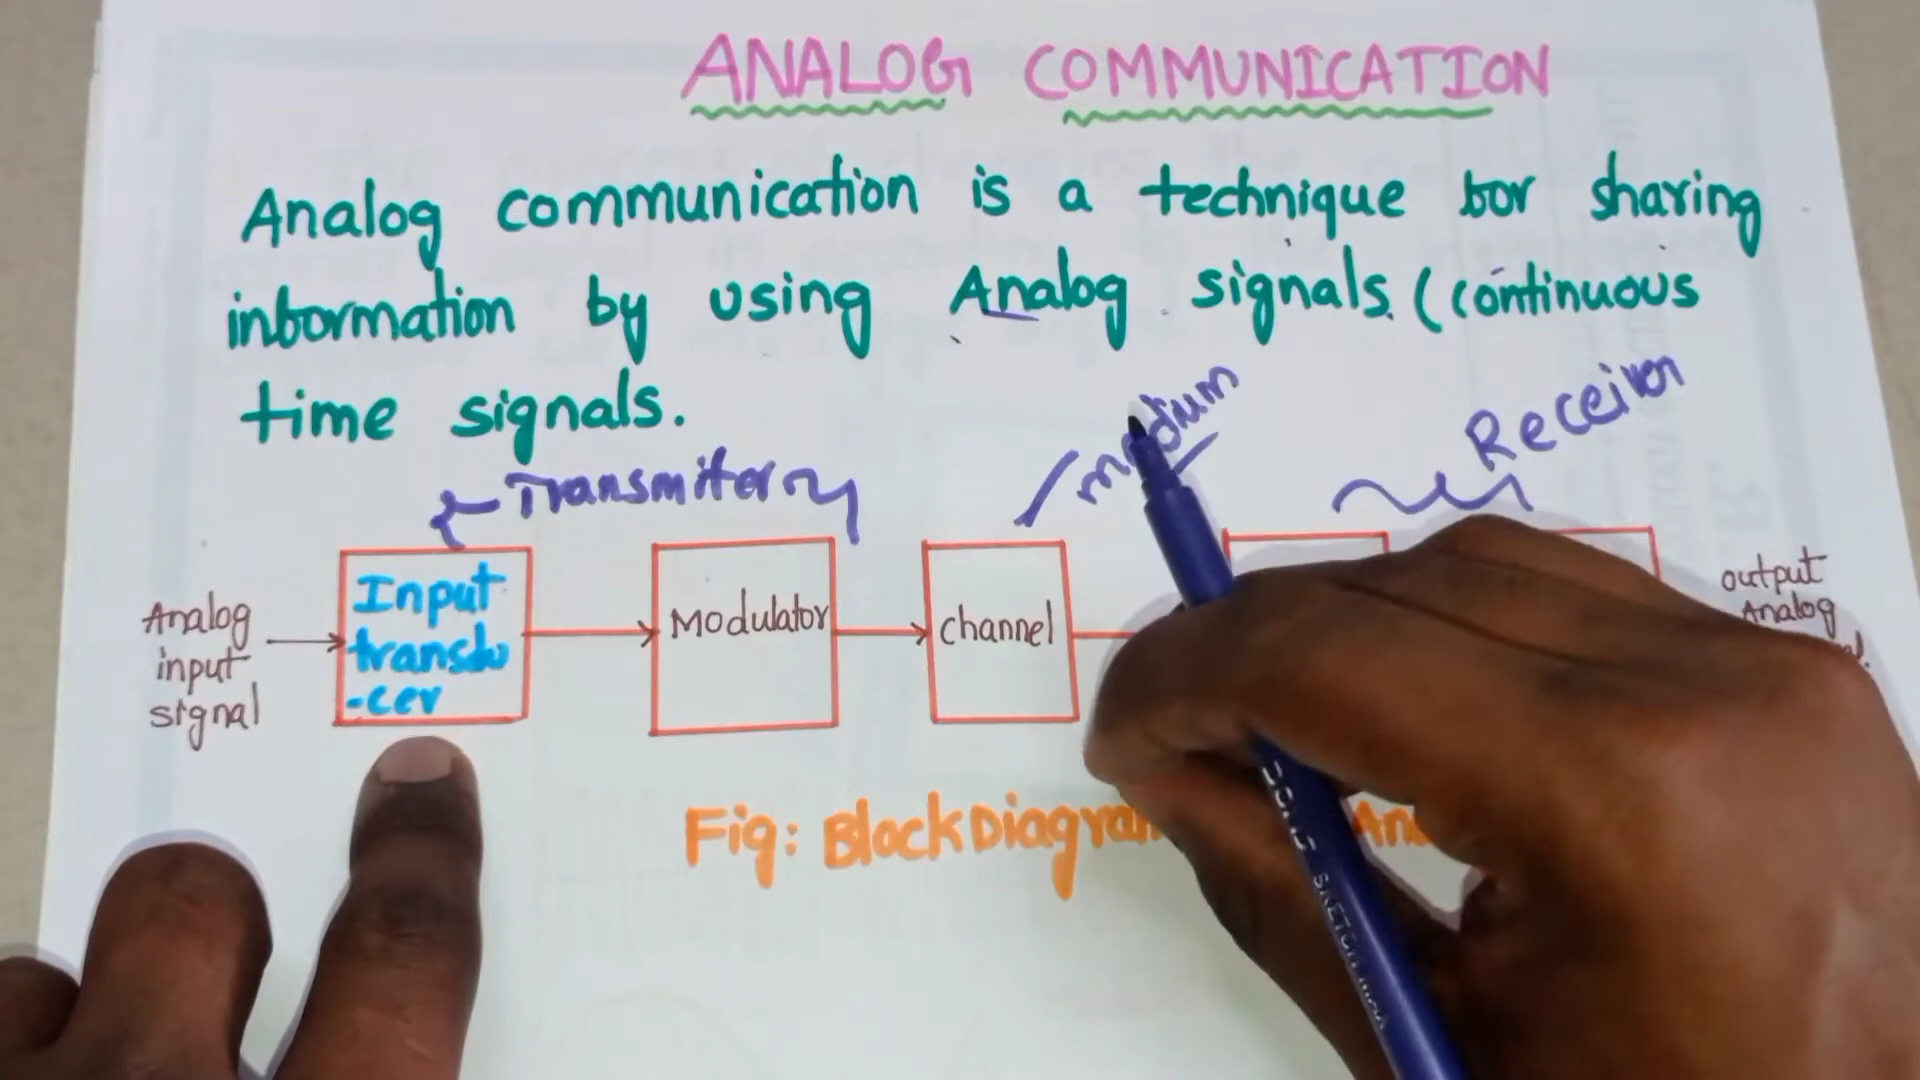 ANALOG COMMUNICATION
Analog communication is a technique for sharing
information by using Analog signals. (continuous
time signals.
Transmiter
medium
Receiver
Analog
input
signal
Input
transdu
-cer
Modulator
channel
output
Analog
Fig: Block Diagram